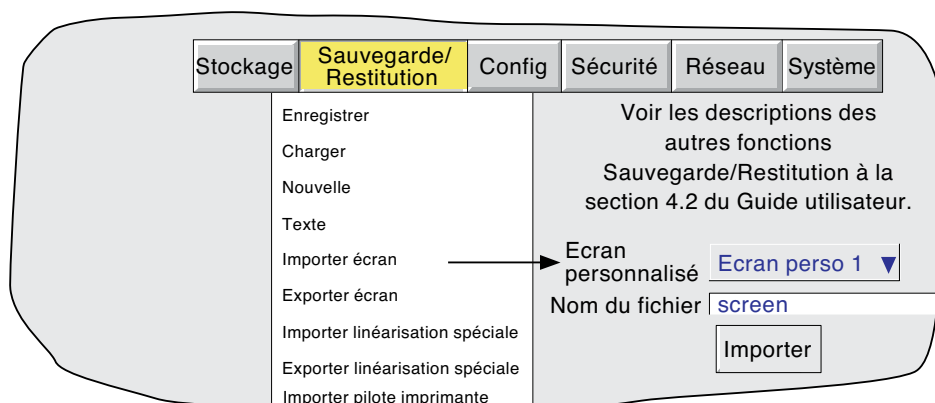 Stockage
Sauvegarde/
Restitution
Config
Sécurité
Réseau
Système
Enregistrer
Charger
Nouvelle
Texte
Importer écran
Exporter écran
Importer linéarisation spéciale
Exporter linéarisation spéciale
Importer pilote imprimante
Voir les descriptions des
autres fonctions
Sauvegarde/Restitution à la
section 4.2 du Guide utilisateur.
Ecran
personnalisé
Ecran perso 1
Nom du fichier
screen
Importer